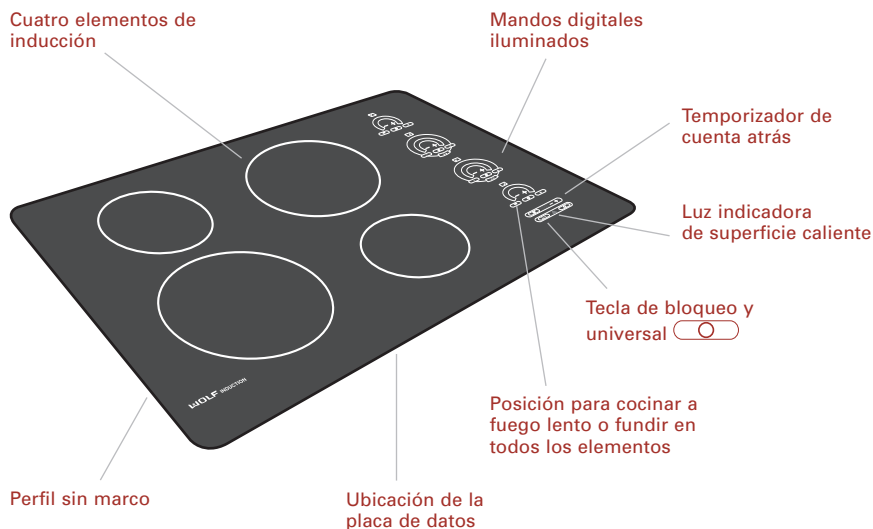 Cuatro elementos de
inducción
Mandos digitales
iluminados
Temporizador de
cuenta atrás
Luz indicadora
de superficie caliente
Tecla de bloqueo y
universal
Posición para cocinar a
fuego lento o fundir en
todos los elementos
WOLF INDUCTION
Perfil sin marco
Ubicación de la
placa de datos